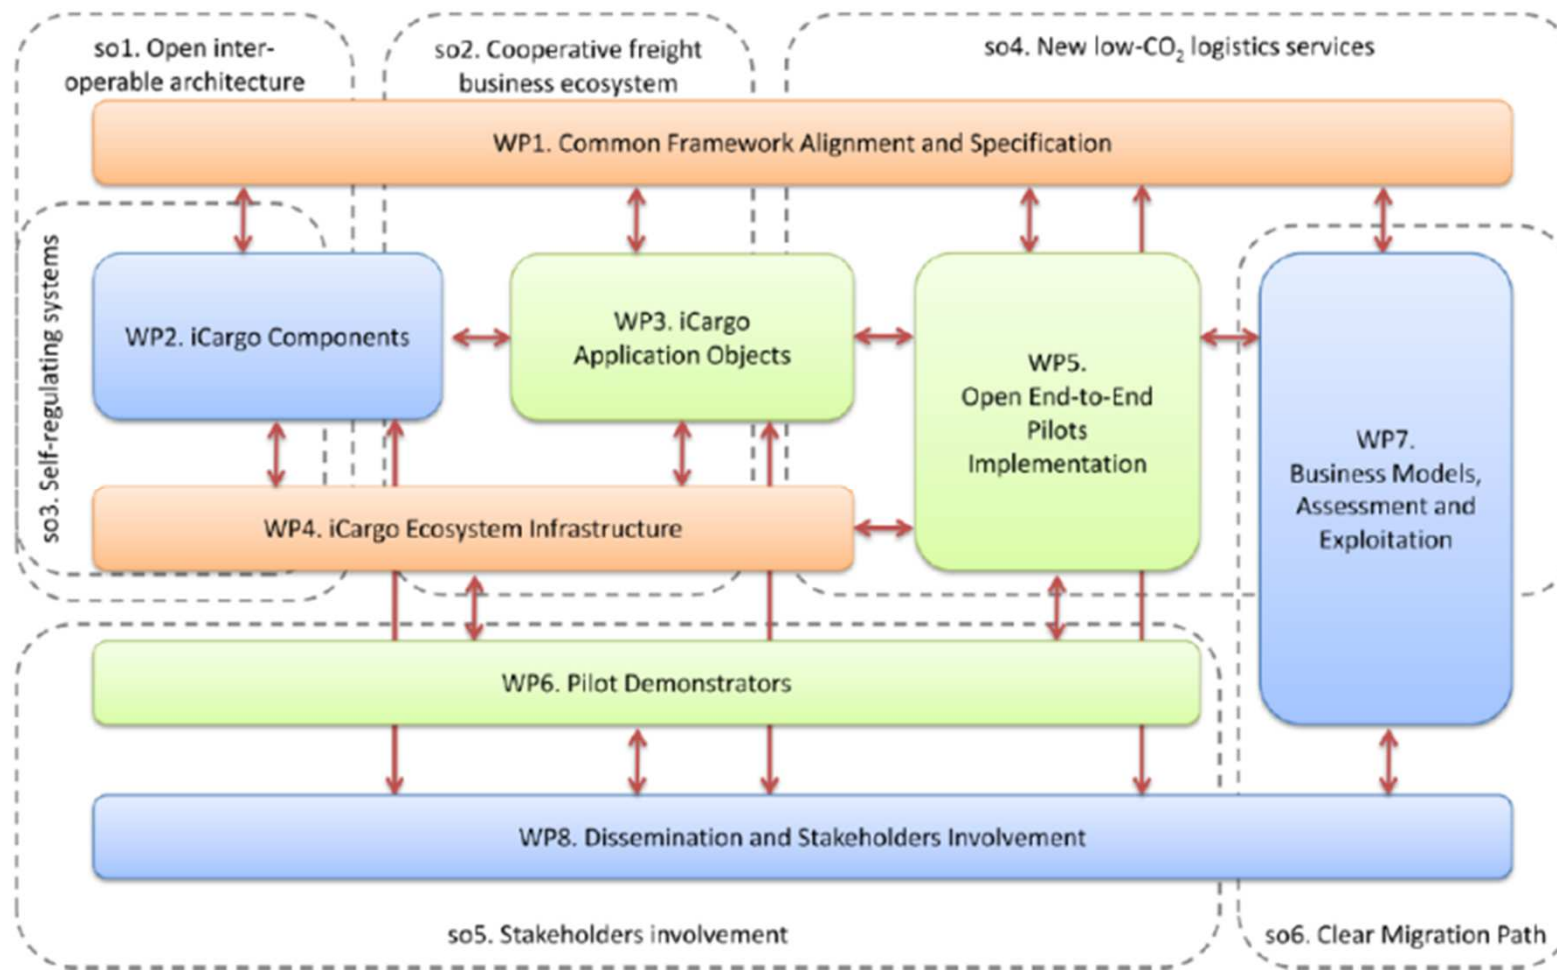 so1. Open inter-
operable architecture
so2. Cooperative freight
business ecosystem
so4. New low-CO₂ logistics services
WP1. Common Framework Alignment and Specification
so3. Self-regulating systems
WP2. iCargo Components
WP3. iCargo
Application Objects
WP5.
Open End-to-End
Pilots
Implementation
WP7.
Business Models,
Assessment and
Exploitation
WP4. iCargo Ecosystem Infrastructure
WP6. Pilot Demonstrators
WP8. Dissemination and Stakeholders Involvement
so5. Stakeholders involvement
so6. Clear Migration Path